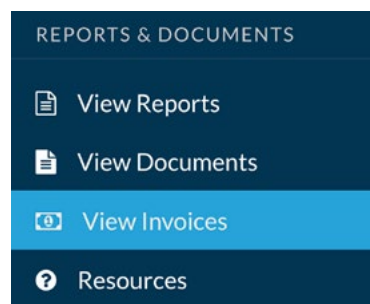 REPORTS & DOCUMENTS
View Reports
View Documents
View Invoices
Resources